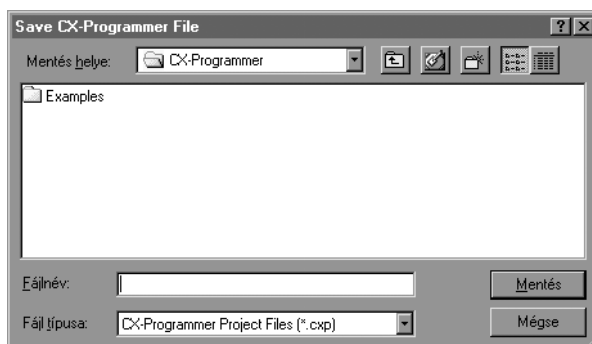 Save CX-Programmer File
Mentés helye: CX-Programmer
Examples
Fájlnév: Mentés
Fájl típusa: CX-Programmer Project Files (*.cxp) Mégse